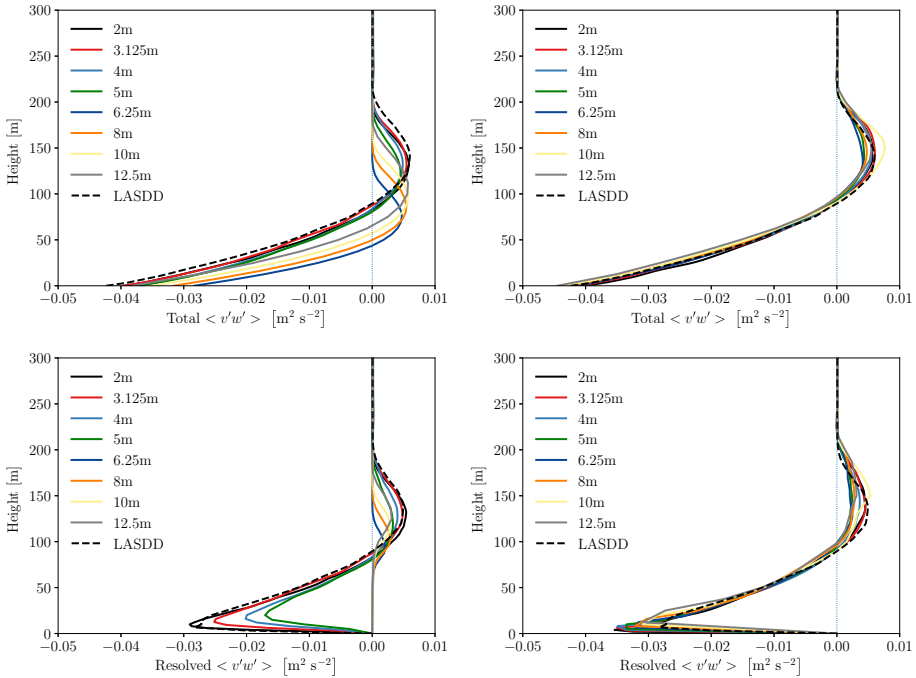 300
250
200
150
100
50
0
Height [m]
2m
3.125m
4m
5m
6.25m
8m
10m
12.5m
LASDD
−0.05 −0.04 −0.03 −0.02 −0.01 0.00 0.01
Total < v′w′ > [m² s⁻²]
300
250
200
150
100
50
0
Height [m]
2m
3.125m
4m
5m
6.25m
8m
10m
12.5m
LASDD
−0.05 −0.04 −0.03 −0.02 −0.01 0.00 0.01
Total < v′w′ > [m² s⁻²]
300
250
200
150
100
50
0
Height [m]
2m
3.125m
4m
5m
6.25m
8m
10m
12.5m
LASDD
−0.05 −0.04 −0.03 −0.02 −0.01 0.00 0.01
Resolved < v′w′ > [m² s⁻²]
300
250
200
150
100
50
0
Height [m]
2m
3.125m
4m
5m
6.25m
8m
10m
12.5m
LASDD
−0.05 −0.04 −0.03 −0.02 −0.01 0.00 0.01
Resolved < v′w′ > [m² s⁻²]